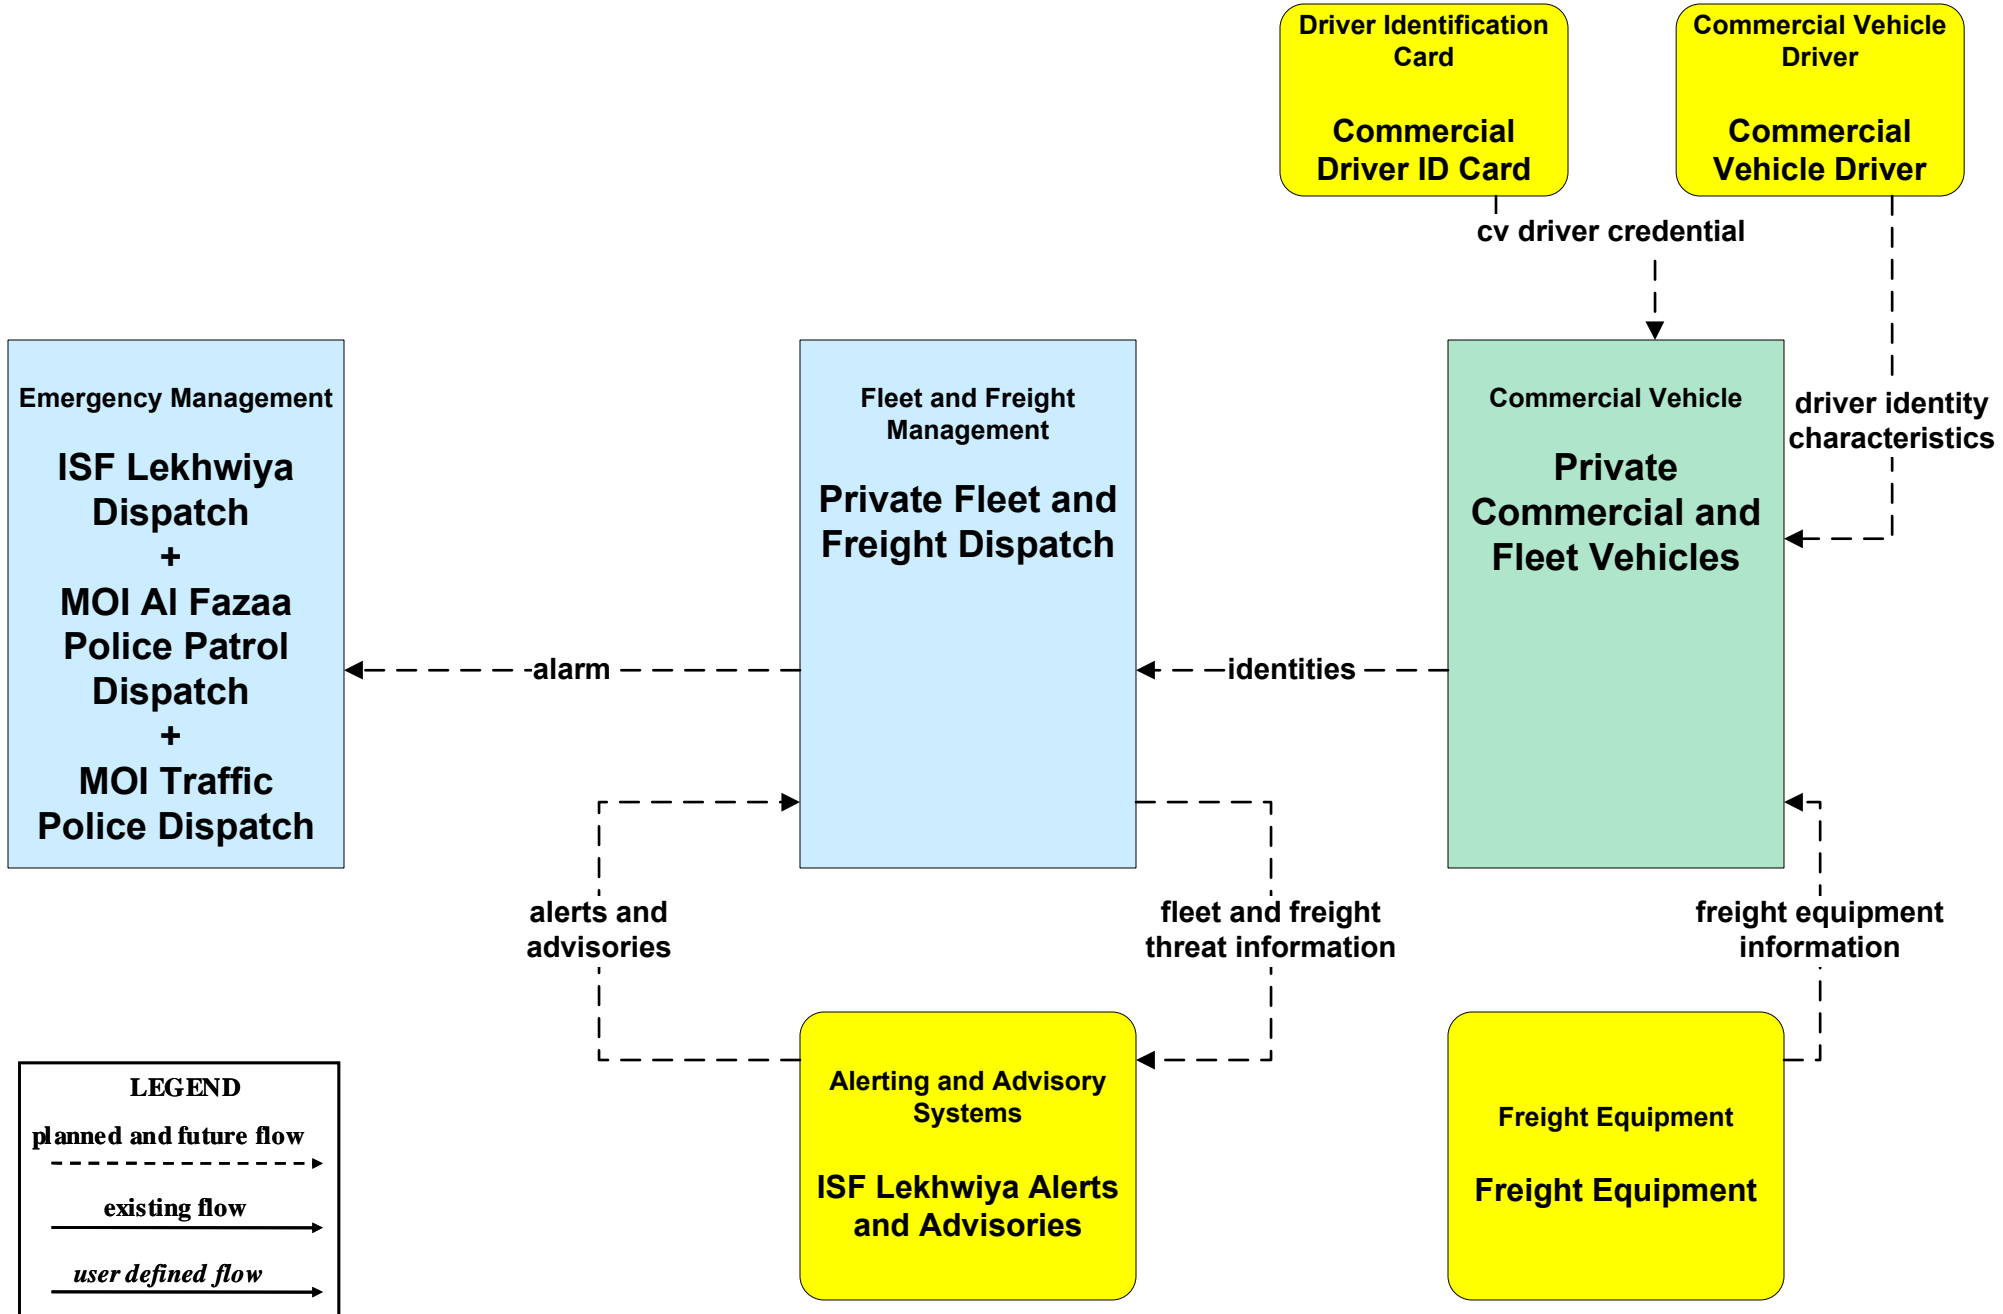 Driver Identification
Card
Commercial
Driver ID Card
Commercial Vehicle
Driver
Commercial
Vehicle Driver
cv driver credential
driver identity
characteristics
Emergency Management
ISF Lekhwiya
Dispatch
+
MOI Al Fazaa
Police Patrol
Dispatch
+
MOI Traffic
Police Dispatch
alarm
Fleet and Freight
Management
Private Fleet and
Freight Dispatch
identities
Commercial Vehicle
Private
Commercial and
Fleet Vehicles
alerts and
advisories
fleet and freight
threat information
freight equipment
information
Alerting and Advisory
Systems
ISF Lekhwiya Alerts
and Advisories
Freight Equipment
Freight Equipment
LEGEND
planned and future flow
existing flow
user defined flow